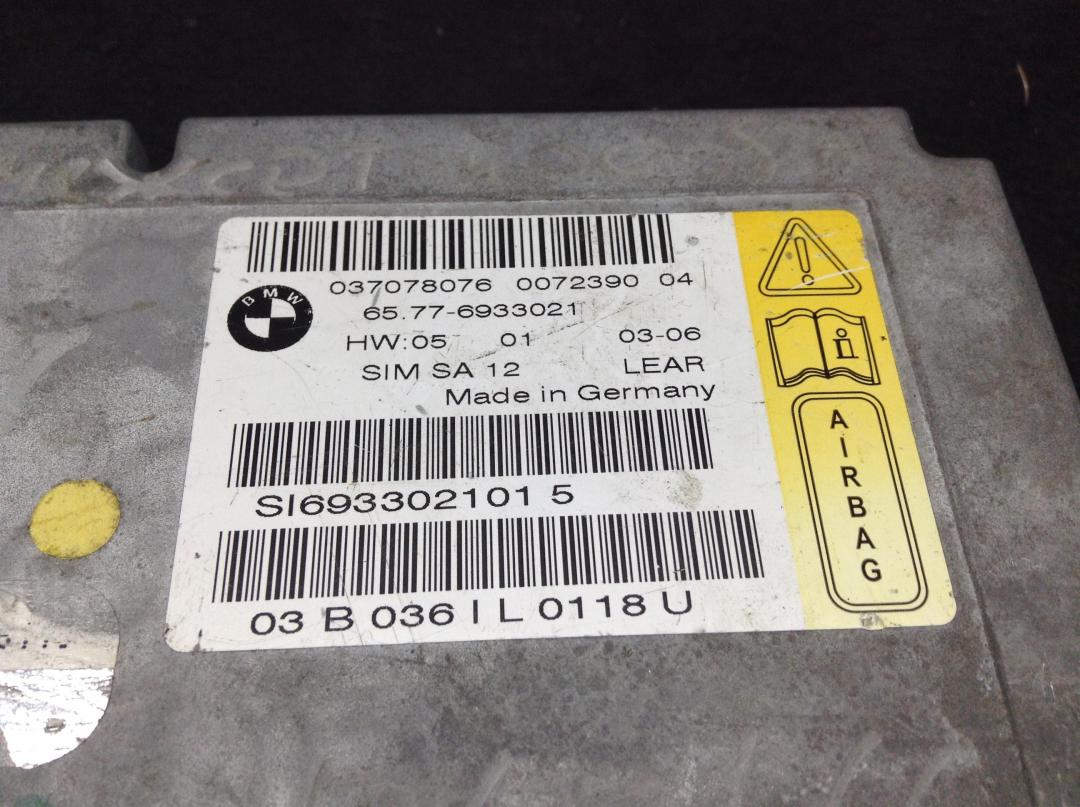 037078076 0072390 04
BMW
65.77-6933021
HW:05 01 03-06
SIM SA 12 LEAR
Made in Germany
SI693302101 5
03 B 036 I L 0118 U
AIRBAG